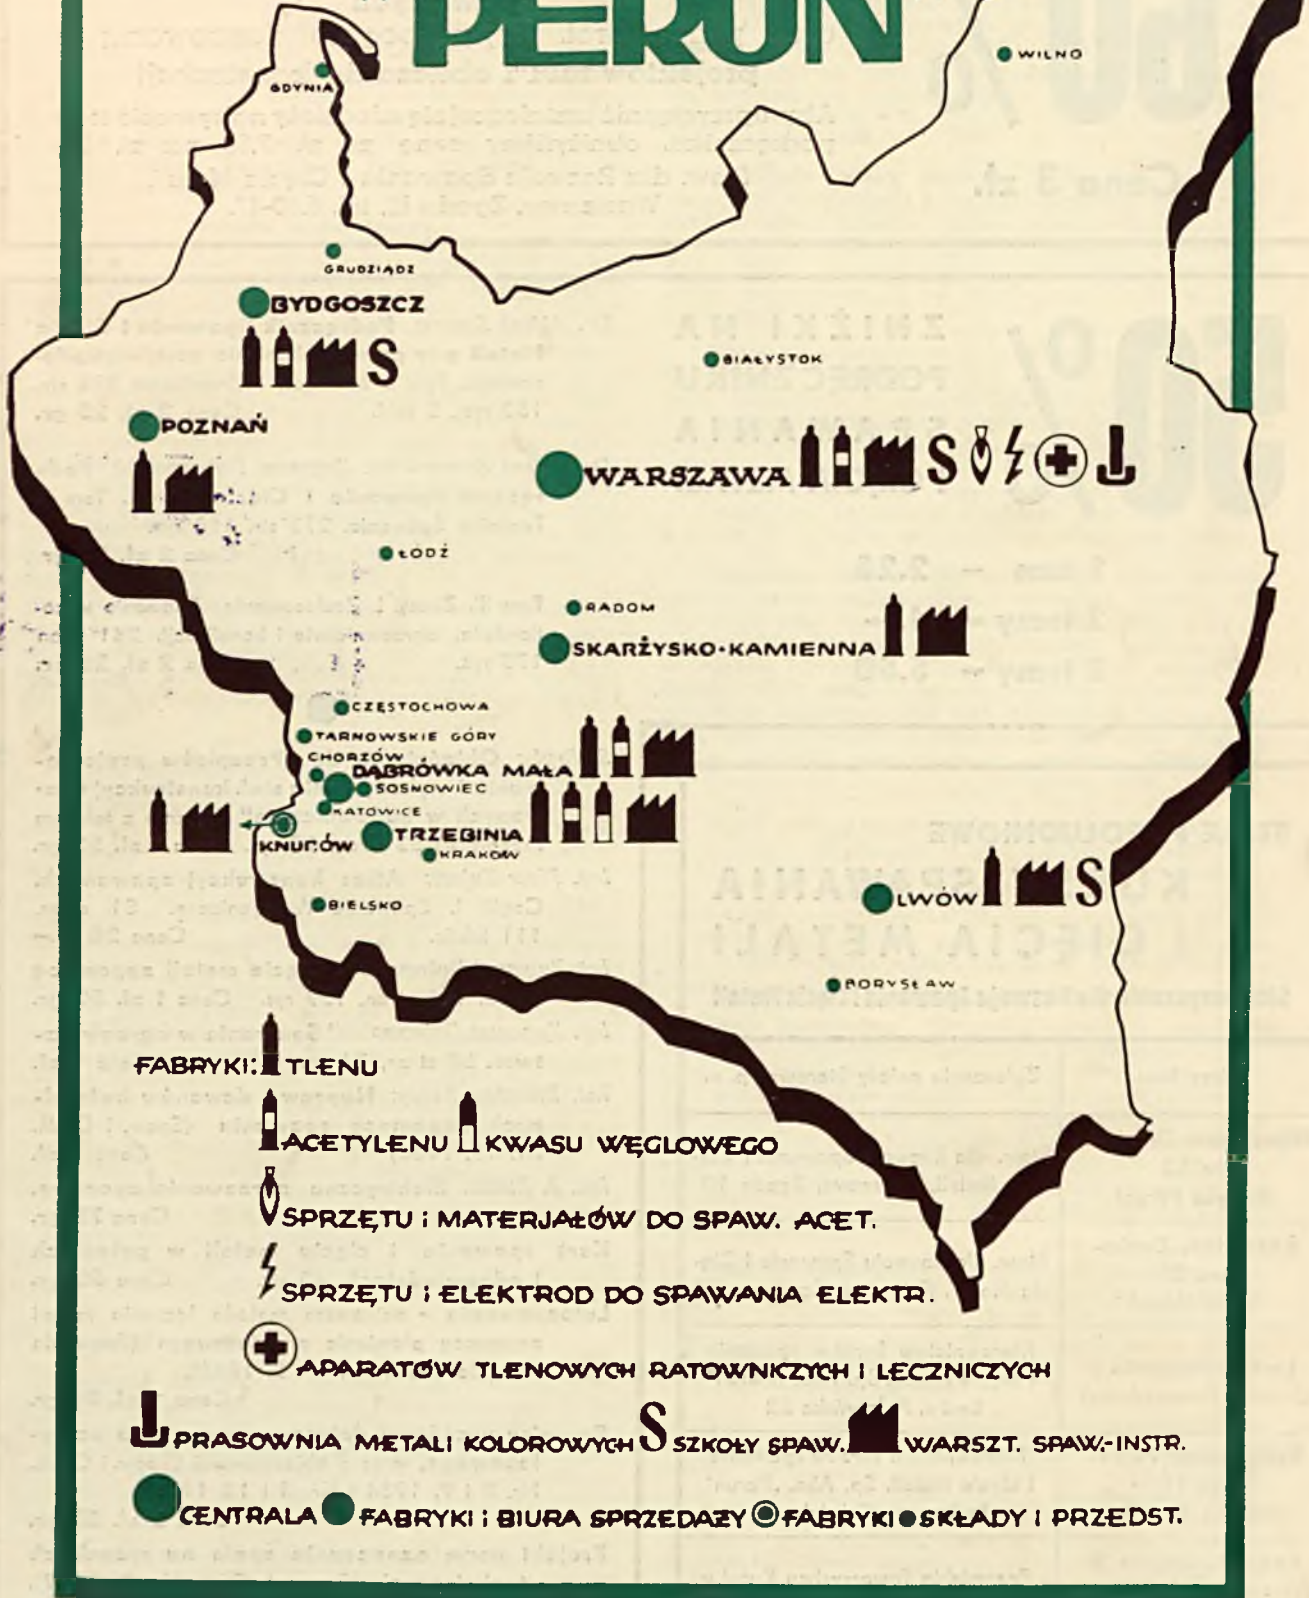 PERUN
WILNO
GDYNIA
GRUDZIĄDZ
BYDGOSZCZ
S
BIAŁYSTOK
POZNAŃ
WARSZAWA S
ŁÓDŹ
RADOM
SKARŻYSKO-KAMIENNA
CZĘSTOCHOWA
TARNOWSKIE GÓRY
CHORZÓW
DĄBRÓWKA MAŁA
SOSNOWIEC
KATOWICE
TRZEBINIA
KNURÓW
KRAKÓW
BIELSKO
LWÓW S
BORYSŁAW
FABRYKI: TLENU
ACETYLENU KWASU WĘGLOWEGO
SPRZĘTU i MATERJAŁÓW DO SPAW. ACET.
SPRZĘTU i ELEKTROD DO SPAWANIA ELEKTR.
APARATÓW TLENOWYCH RATOWNICZYCH I LECZNICZYCH
PRASOWNIA METALI KOLOROWYCH S SZKOŁY SPAW. WARSZT. SPAW.-INSTR.
CENTRALA FABRYKI i BIURA SPRZEDAŻY FABRYKI SKŁADY I PRZEDST.